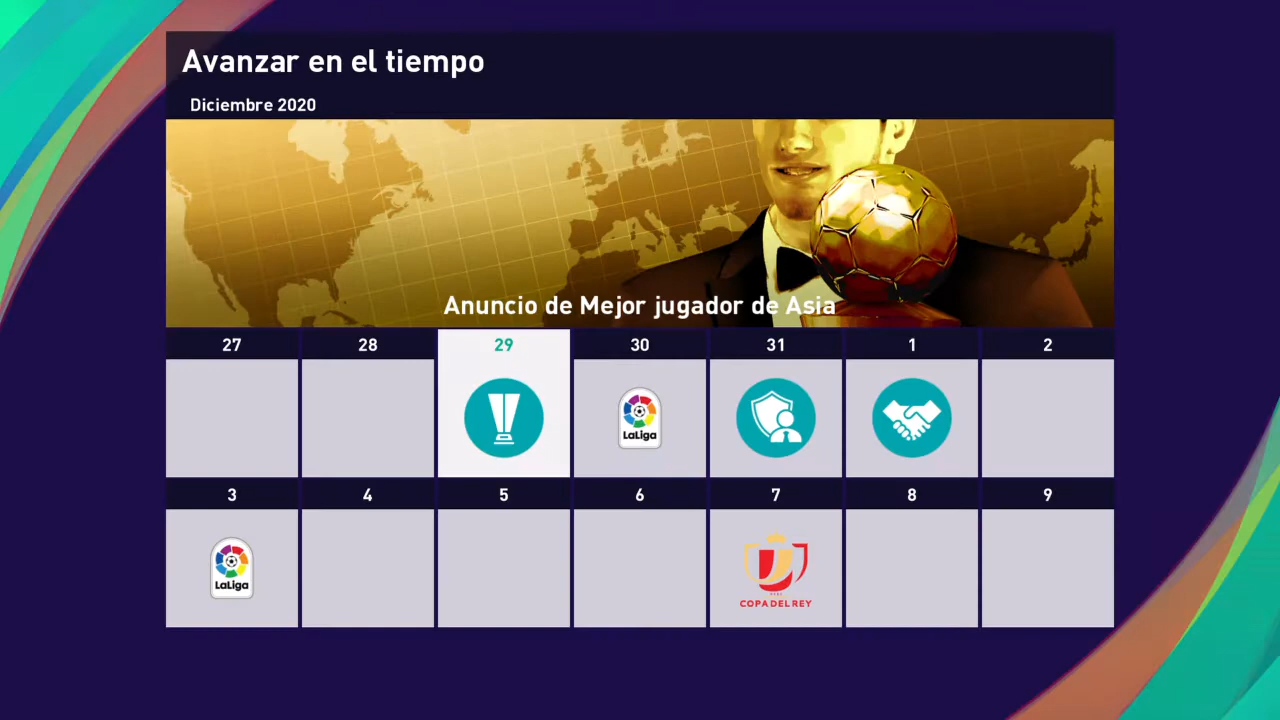 Avanzar en el tiempo
Diciembre 2020
Anuncio de Mejor jugador de Asia
27 28 29 30 31 1 2
LaLiga
3 4 5 6 7 8 9
LaLiga
COPA DEL REY